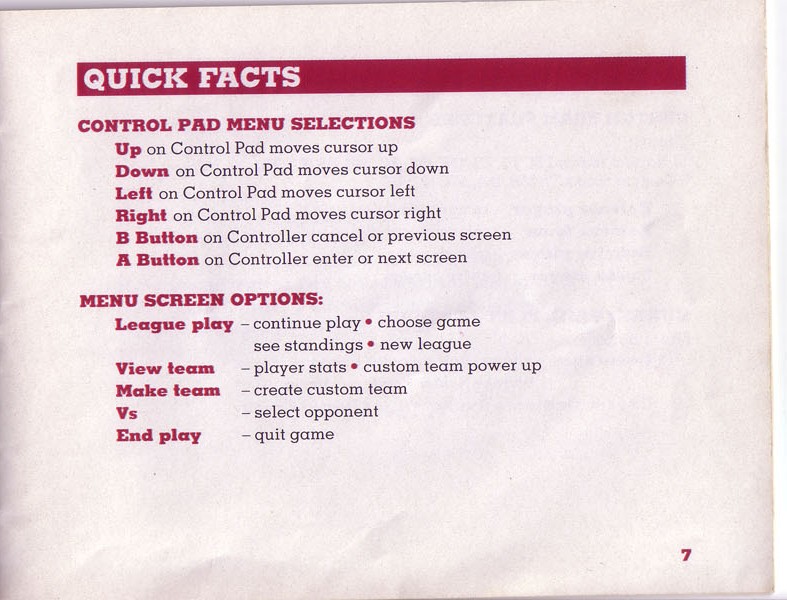 QUICK FACTS
CONTROL PAD MENU SELECTIONS
Up on Control Pad moves cursor up
Down on Control Pad moves cursor down
Left on Control Pad moves cursor left
Right on Control Pad moves cursor right
B Button on Controller cancel or previous screen
A Button on Controller enter or next screen
MENU SCREEN OPTIONS:
League play – continue play • choose game
see standings • new league
View team – player stats • custom team power up
Make team – create custom team
Vs – select opponent
End play – quit game
7